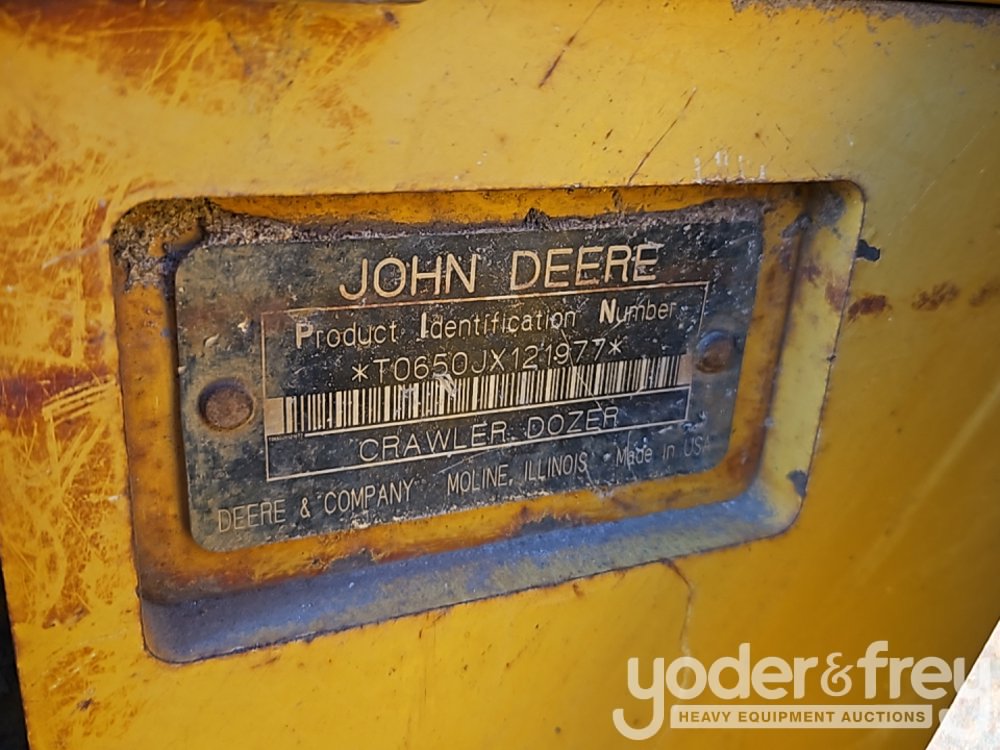 JOHN DEERE
Product Identification Number
*T0650JX121977*
CRAWLER DOZER
DEERE & COMPANY MOLINE, ILLINOIS Made in USA
yoder&frey
HEAVY EQUIPMENT AUCTIONS